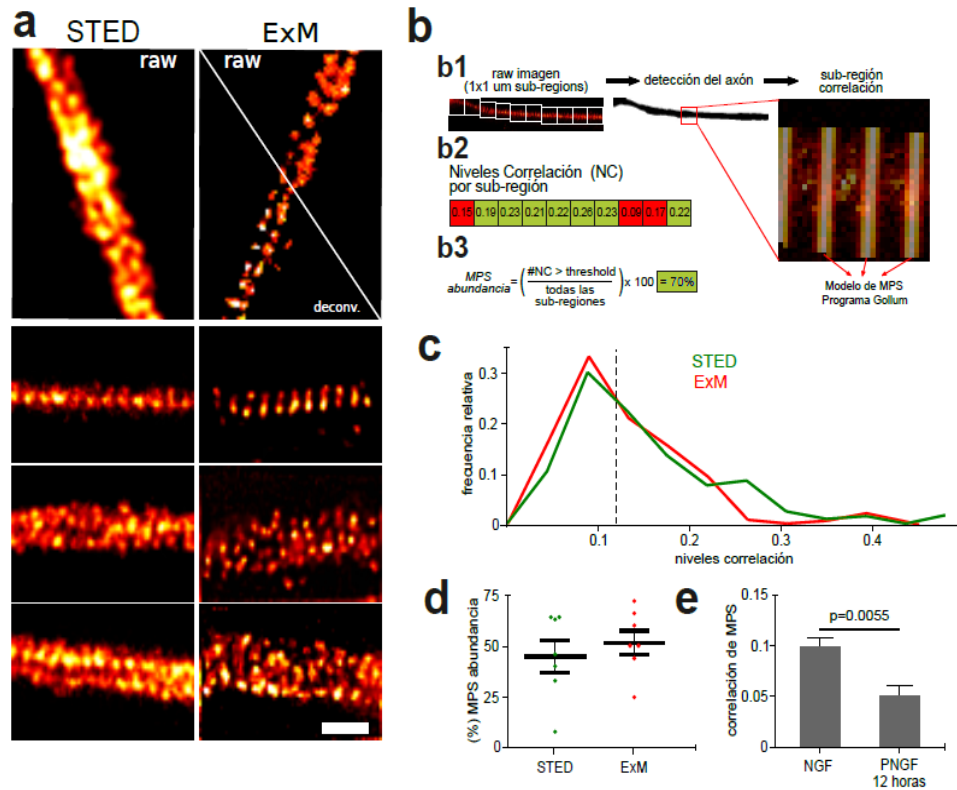 a
STED
ExM
raw
raw
deconv.
b
b1
raw imagen
(1x1 um sub-regions)
detección del axón
sub-región
correlación
b2
Niveles Correlación (NC)
por sub-región
0.15 0.19 0.23 0.21 0.22 0.26 0.23 0.09 0.17 0.22
b3
MPS
abundancia
= ( #NC > threshold
todas las
sub-regiones ) x 100 = 70%
Modelo de MPS
Programa Gollum
c
STED
ExM
frecuencia relativa
0.3
0.2
0.1
0
0.1 0.2 0.3 0.4
niveles correlación
d
(%) MPS abundancia
75
50
25
0
STED ExM
e
correlación de MPS
0.15
0.1
0.05
0
p=0.0055
NGF PNGF
12 horas